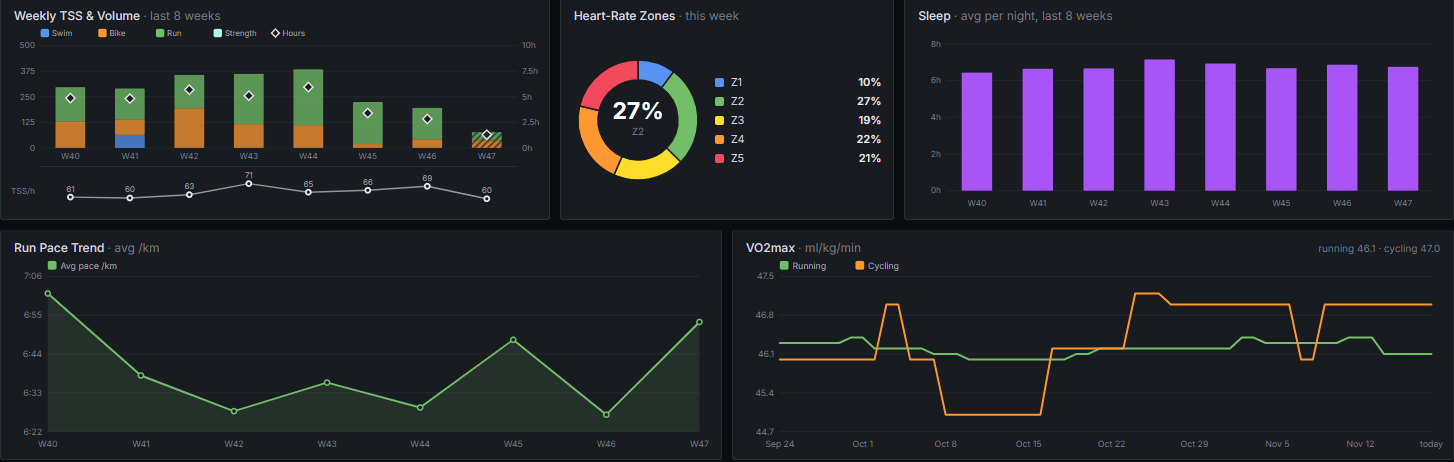 Weekly TSS & Volume · last 8 weeks
Swim Bike Run Strength Hours
500 10h
375 7.5h
250 5h
125 2.5h
0 0h
W40 W41 W42 W43 W44 W45 W46 W47
TSS/h 61 60 63 71 65 66 69 60
Heart-Rate Zones · this week
27%
Z2
Z1 10%
Z2 27%
Z3 19%
Z4 22%
Z5 21%
Sleep · avg per night, last 8 weeks
8h
6h
4h
2h
0h
W40 W41 W42 W43 W44 W45 W46 W47
Run Pace Trend · avg /km
Avg pace /km
7:06
6:55
6:44
6:33
6:22
W40 W41 W42 W43 W44 W45 W46 W47
VO2max · ml/kg/min
running 46.1 · cycling 47.0
Running Cycling
47.5
46.8
46.1
45.4
44.7
Sep 24 Oct 1 Oct 8 Oct 15 Oct 22 Oct 29 Nov 5 Nov 12 today